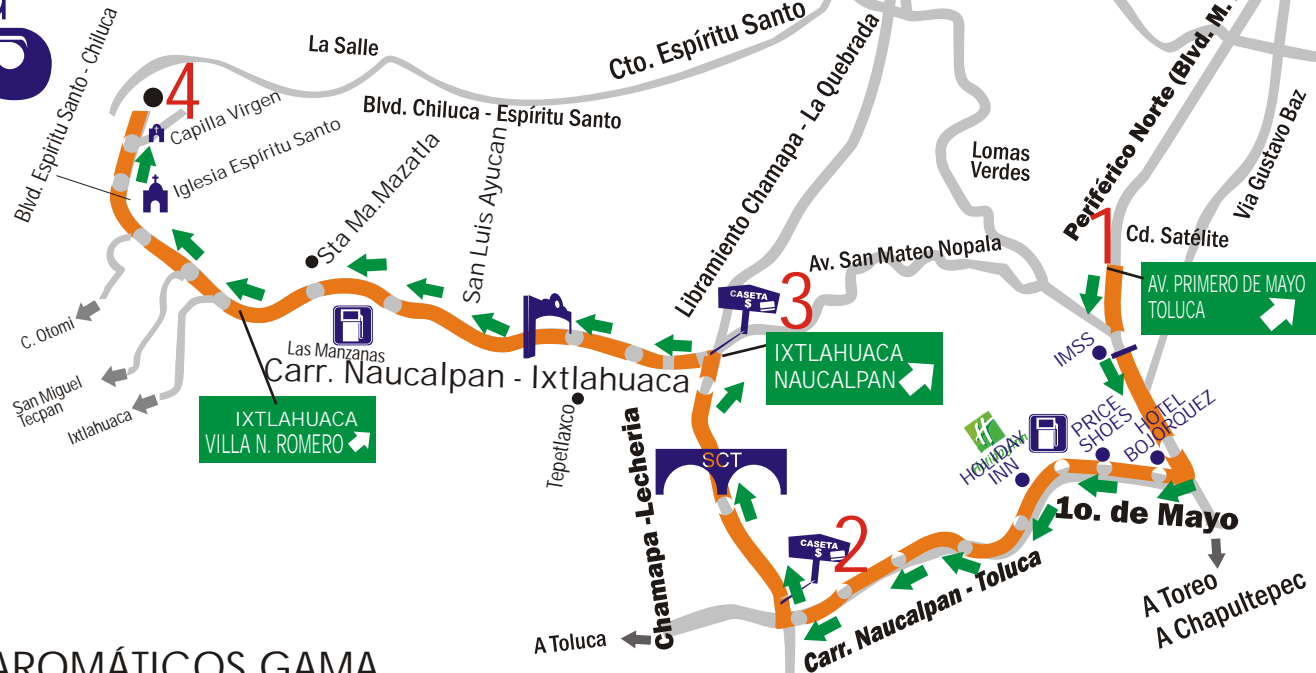 La Salle
Cto. Espíritu Santo
Blvd. Chiluca - Espíritu Santo
Blvd. Espiritu Santo - Chiluca
4
Capilla Virgen
Iglesia Espíritu Santo
Sta Ma.Mazatla
San Luis Ayucan
Libramiento Chamapa - La Quebrada
Lomas
Verdes
Periférico Norte (Blvd. M.
Via Gustavo Baz
1
Cd. Satélite
AV. PRIMERO DE MAYO
TOLUCA
Av. San Mateo Nopala
CASETA
$
3
IXTLAHUACA
NAUCALPAN
C. Otomi
San Miguel
Tecpan
Ixtlahuaca
Las Manzanas
Carr. Naucalpan - Ixtlahuaca
IXTLAHUACA
VILLA N. ROMERO
Tepetlaxco
Chamapa -Lecheria
SCT
IMSS
PRICE
SHOES
HOTEL
BOJORQUEZ
HOLIDAY
INN
1o. de Mayo
CASETA
$
2
Carr. Naucalpan - Toluca
A Toluca
A Toreo
A Chapultepec
AROMÁTICOS GAMA